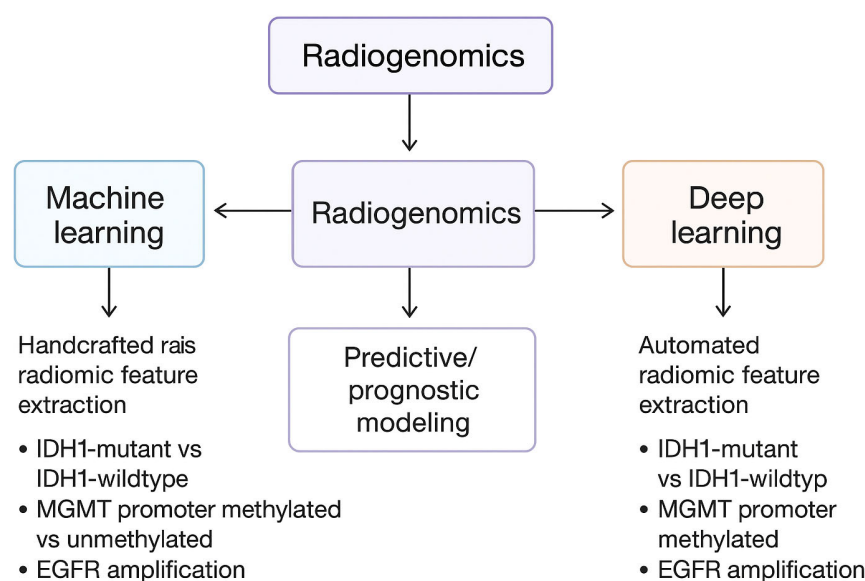 Radiogenomics
Machine
learning
Radiogenomics
Deep
learning
Handcrafted rais
radiomic feature
extraction
• IDH1-mutant vs
IDH1-wildtype
• MGMT promoter methylated
vs unmethylated
• EGFR amplification
Predictive/
prognostic
modeling
Automated
radiomic feature
extraction
• IDH1-mutant
vs IDH1-wildtyp
• MGMT promoter
methylated
• EGFR amplification